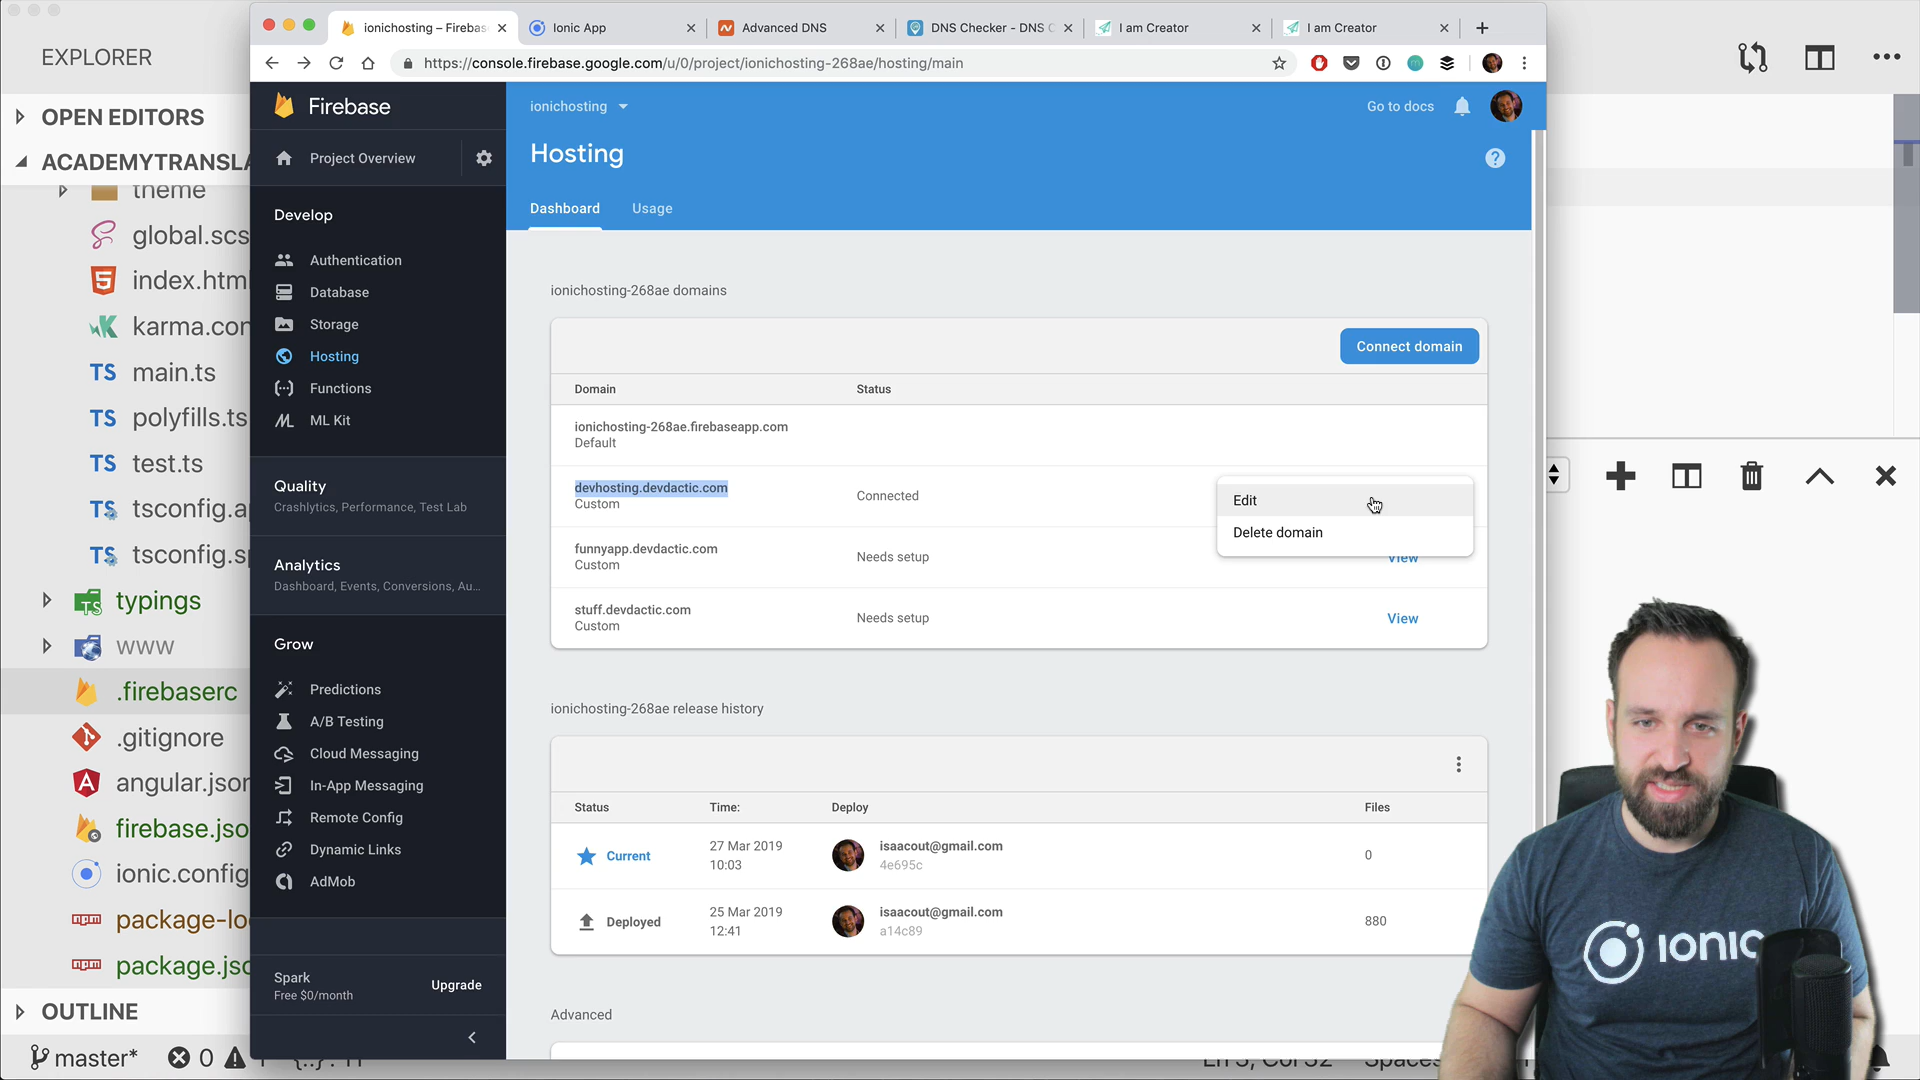 ionichosting – Firebas
Ionic App
Advanced DNS
DNS Checker - DNS C
I am Creator
I am Creator
https://console.firebase.google.com/u/0/project/ionichosting-268ae/hosting/main
EXPLORER
OPEN EDITORS
ACADEMYTRANSLA
theme
global.scs
index.html
karma.con
main.ts
polyfills.ts
test.ts
tsconfig.a
tsconfig.s
typings
www
.firebaserc
.gitignore
angular.json
firebase.jso
ionic.config
package-lo
package.jso
OUTLINE
master*
0
Firebase
Project Overview
Develop
Authentication
Database
Storage
Hosting
Functions
ML Kit
Quality
Crashlytics, Performance, Test Lab
Analytics
Dashboard, Events, Conversions, Au...
Grow
Predictions
A/B Testing
Cloud Messaging
In-App Messaging
Remote Config
Dynamic Links
AdMob
Spark
Free $0/month
Upgrade
ionichosting
Go to docs
Hosting
Dashboard
Usage
ionichosting-268ae domains
Connect domain
Domain
Status
ionichosting-268ae.firebaseapp.com
Default
devhosting.devdactic.com
Custom
Connected
Edit
Delete domain
funnyapp.devdactic.com
Custom
Needs setup
View
stuff.devdactic.com
Custom
Needs setup
View
ionichosting-268ae release history
Status
Time:
Deploy
Files
Current
27 Mar 2019
10:03
isaacout@gmail.com
4e695c
0
Deployed
25 Mar 2019
12:41
isaacout@gmail.com
a14c89
880
Advanced
IONIC